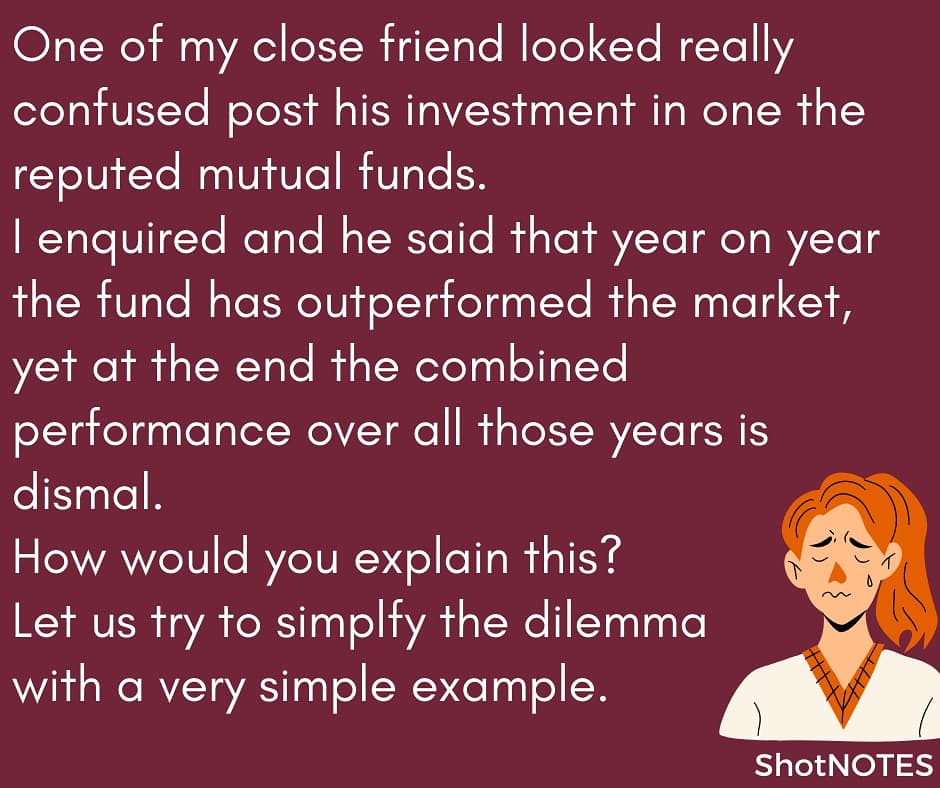 One of my close friend looked really
confused post his investment in one the
reputed mutual funds.
I enquired and he said that year on year
the fund has outperformed the market,
yet at the end the combined
performance over all those years is
dismal.
How would you explain this?
Let us try to simplfy the dilemma
with a very simple example.
ShotNOTES